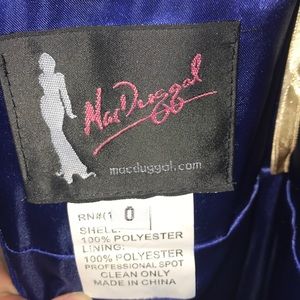 Mac Duggal
macduggal.com
RN#(1 0
SHELL:
100% POLYESTER
LINING:
100% POLYESTER
PROFESSIONAL SPOT
CLEAN ONLY
MADE IN CHINA